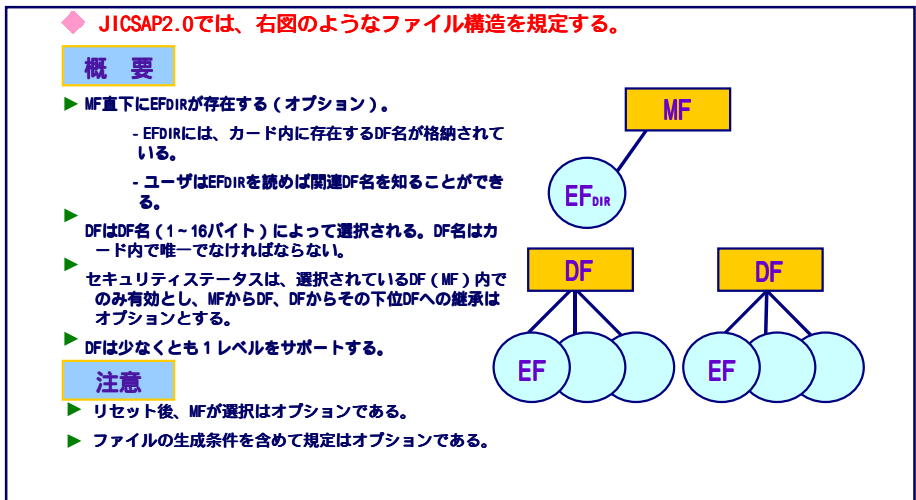 JICSAP2.0では、右図のようなファイル構造を規定する。
概 要
MF直下にEFDIRが存在する(オプション)。
- EFDIRには、カード内に存在するDF名が格納されて
いる。
- ユーザはEFDIRを読めば関連DF名を知ることができ
る。
DFはDF名(1~16バイト)によって選択される。DF名はカ
ード内で唯一でなければならない。
セキュリティステータスは、選択されているDF(MF)内で
のみ有効とし、MFからDF、DFからその下位DFへの継承は
オプションとする。
DFは少なくとも1レベルをサポートする。
注意
リセット後、MFが選択はオプションである。
ファイルの生成条件を含めて規定はオプションである。
MF
EFDIR
DF
DF
EF
EF